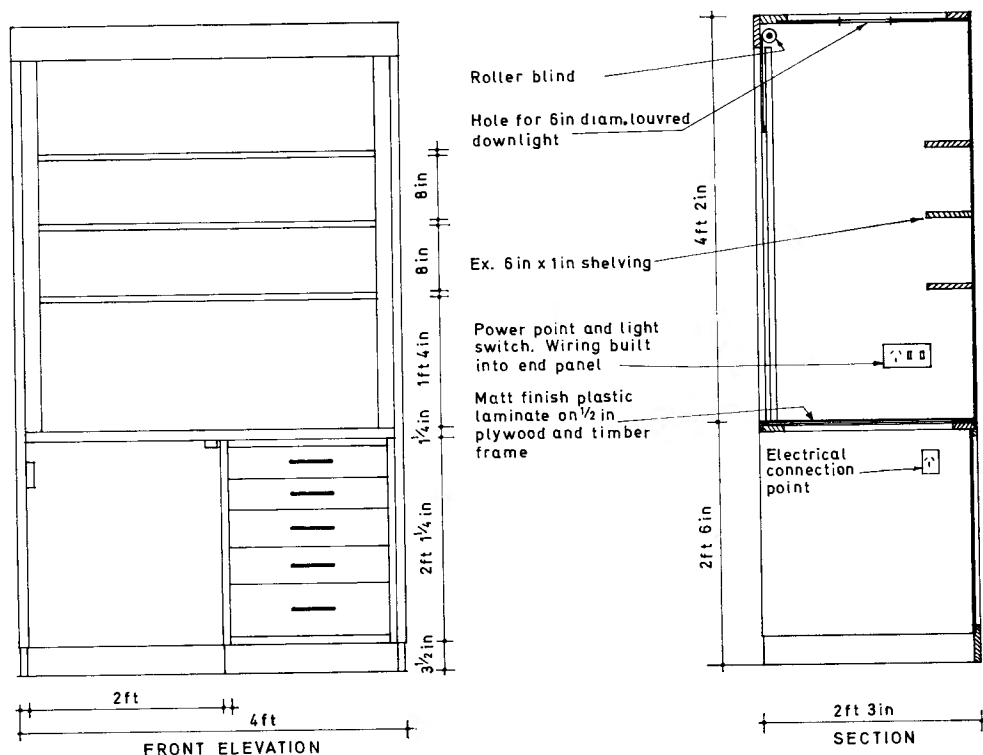 Roller blind
Hole for 6in diam. louvred
downlight
Ex. 6in x 1in shelving
Power point and light
switch. Wiring built
into end panel
Matt finish plastic
laminate on ½ in
plywood and timber
frame
Electrical
connection
point
8in
8in
1ft 4in
1¼in
2ft 1¼in
3½in
4ft 2in
2ft 6in
2ft
4ft
FRONT ELEVATION
2ft 3in
SECTION